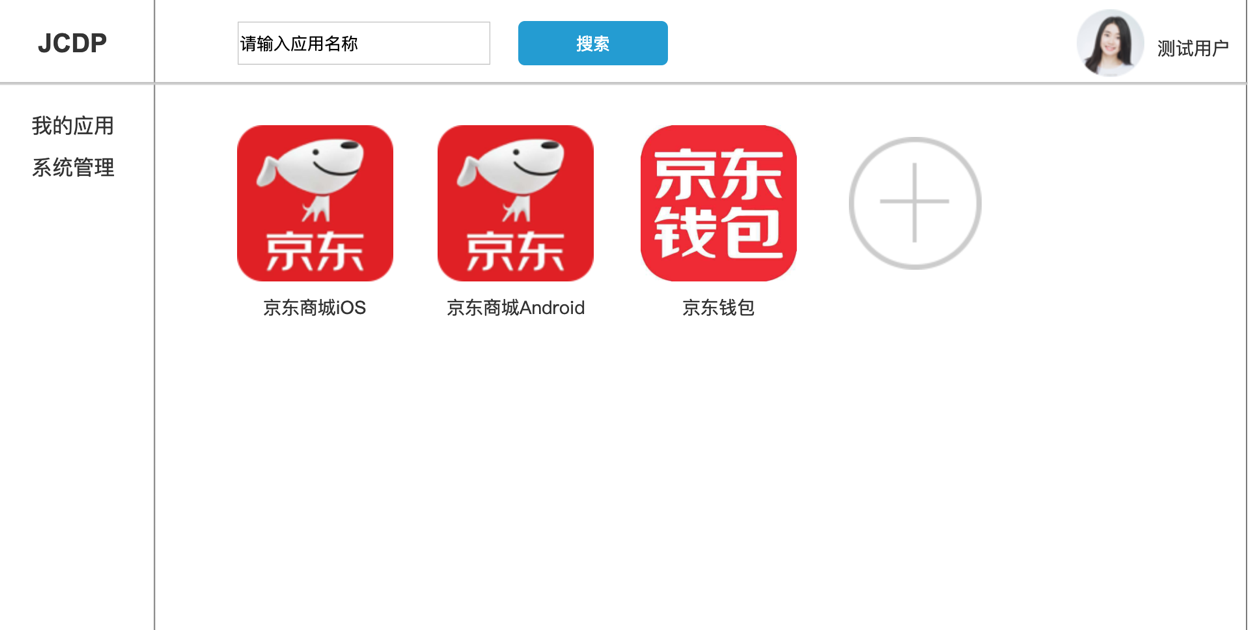 JCDP
请输入应用名称
搜索
测试用户
我的应用
系统管理
京东
京东
京东
钱包
京东商城iOS
京东商城Android
京东钱包